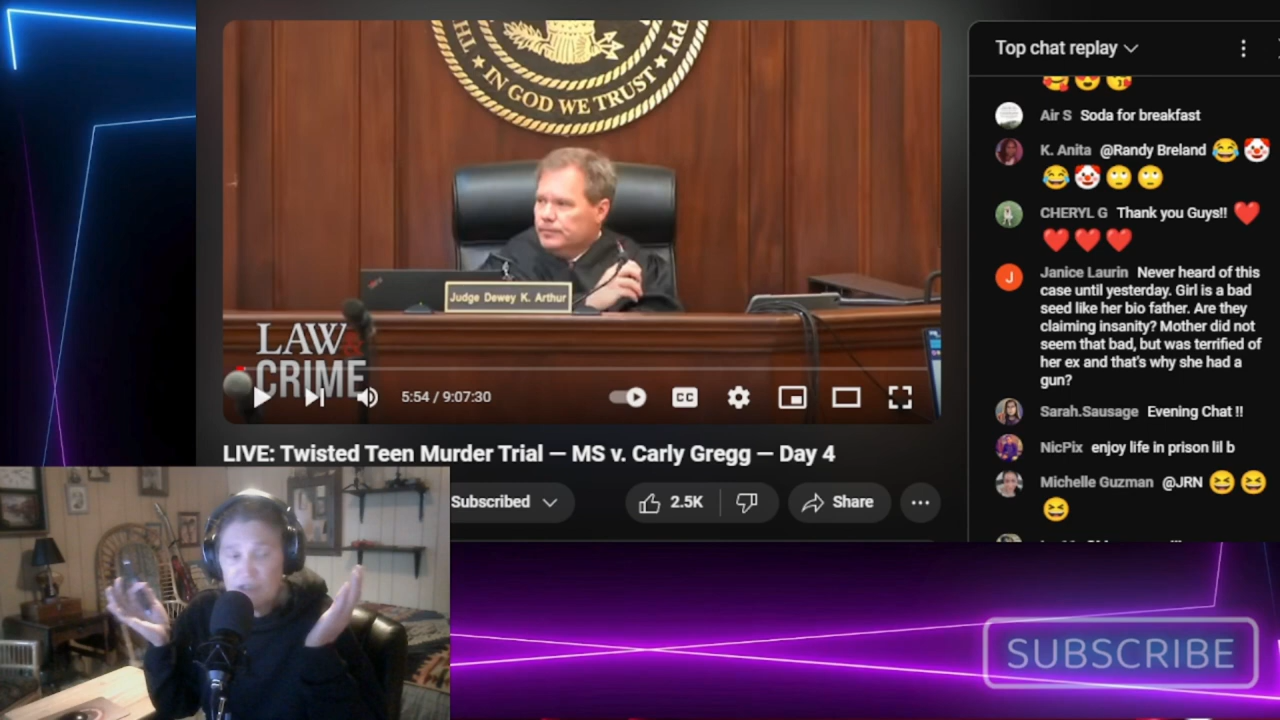 TH
★ IN GOD WE TRUST ★
PPI
Judge Dewey K. Arthur
LAW&
CRIME
5:54 / 9:07:30
CC
LIVE: Twisted Teen Murder Trial — MS v. Carly Gregg — Day 4
Subscribed
2.5K
Share
Top chat replay
Air S Soda for breakfast
K. Anita @Randy Breland 😂🤡
😂🤡🙄🙄
CHERYL G Thank you Guys!! ❤️
❤️❤️❤️
J
Janice Laurin Never heard of this
case until yesterday. Girl is a bad
seed like her bio father. Are they
claiming insanity? Mother did not
seem that bad, but was terrified of
her ex and that's why she had a
gun?
Sarah.Sausage Evening Chat !!
NicPix enjoy life in prison lil b
Michelle Guzman @JRN 😆😆
😆
SUBSCRIBE